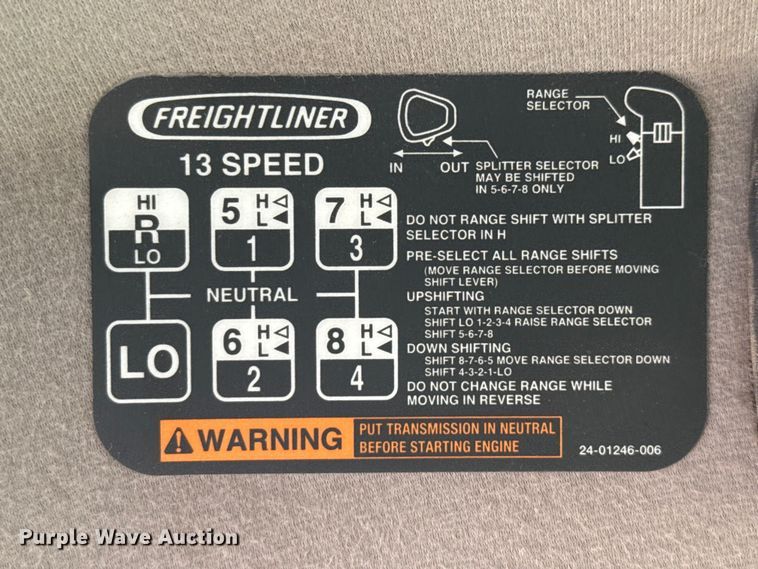 FREIGHTLINER
13 SPEED
RANGE
SELECTOR
HI
LO
IN OUT SPLITTER SELECTOR
MAY BE SHIFTED
IN 5-6-7-8 ONLY
HI
R
LO
5 H
L
1
7 H
L
3
NEUTRAL
LO
6 H
L
2
8 H
L
4
DO NOT RANGE SHIFT WITH SPLITTER
SELECTOR IN H
PRE-SELECT ALL RANGE SHIFTS
(MOVE RANGE SELECTOR BEFORE MOVING
SHIFT LEVER)
UPSHIFTING
START WITH RANGE SELECTOR DOWN
SHIFT LO 1-2-3-4 RAISE RANGE SELECTOR
SHIFT 5-6-7-8
DOWN SHIFTING
SHIFT 8-7-6-5 MOVE RANGE SELECTOR DOWN
SHIFT 4-3-2-1-LO
DO NOT CHANGE RANGE WHILE
MOVING IN REVERSE
WARNING
PUT TRANSMISSION IN NEUTRAL
BEFORE STARTING ENGINE
24-01246-006
Purple Wave Auction